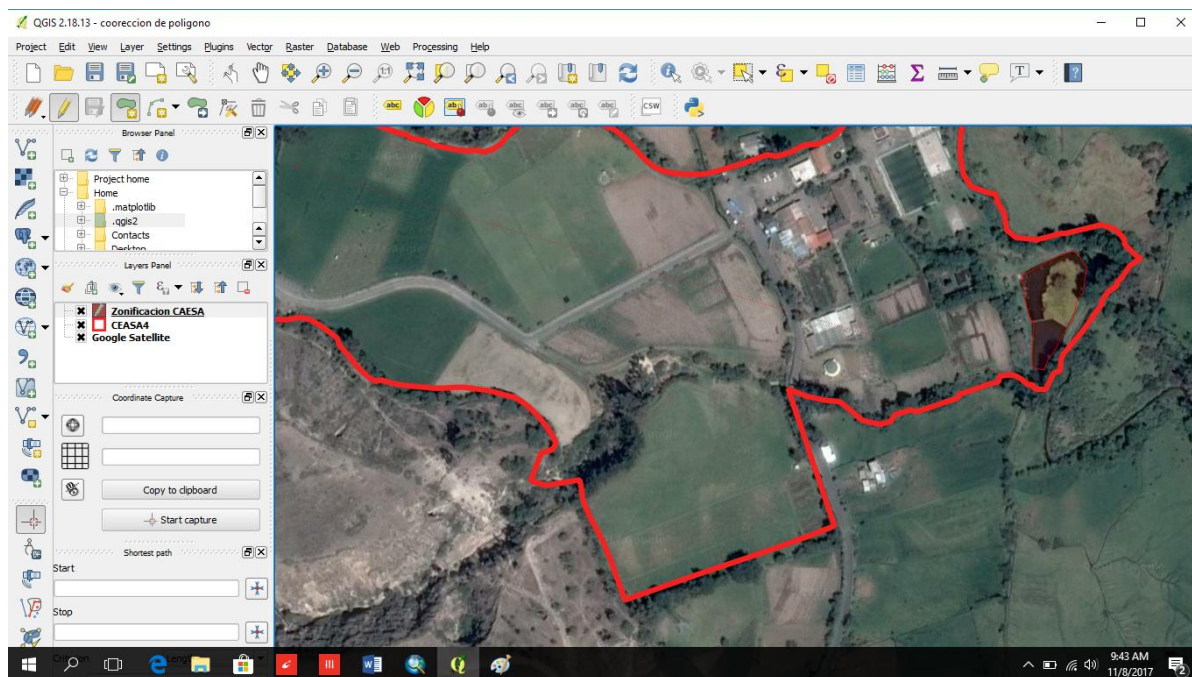 QGIS 2.18.13 - cooreccion de poligono
Project Edit View Layer Settings Plugins Vector Raster Database Web Processing Help
CSW
Browser Panel
Project home
Home
.matplotlib
.qgis2
Contacts
Desktop
Layers Panel
Zonificacion CAESA
CEASA4
Google Satellite
Coordinate Capture
Copy to clipboard
Start capture
Shortest path
Start
Stop
9:43 AM
11/8/2017